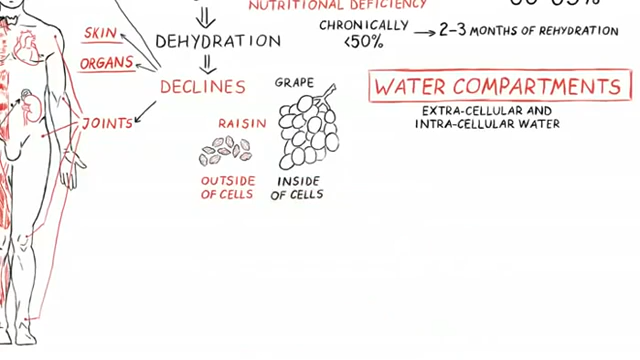 NUTRITIONAL DEFICIENCY
SKIN
ORGANS
JOINTS
DEHYDRATION
DECLINES
CHRONICALLY
<50%
2-3 MONTHS OF REHYDRATION
GRAPE
RAISIN
OUTSIDE
OF CELLS
INSIDE
OF CELLS
WATER COMPARTMENTS
EXTRA-CELLULAR AND
INTRA-CELLULAR WATER